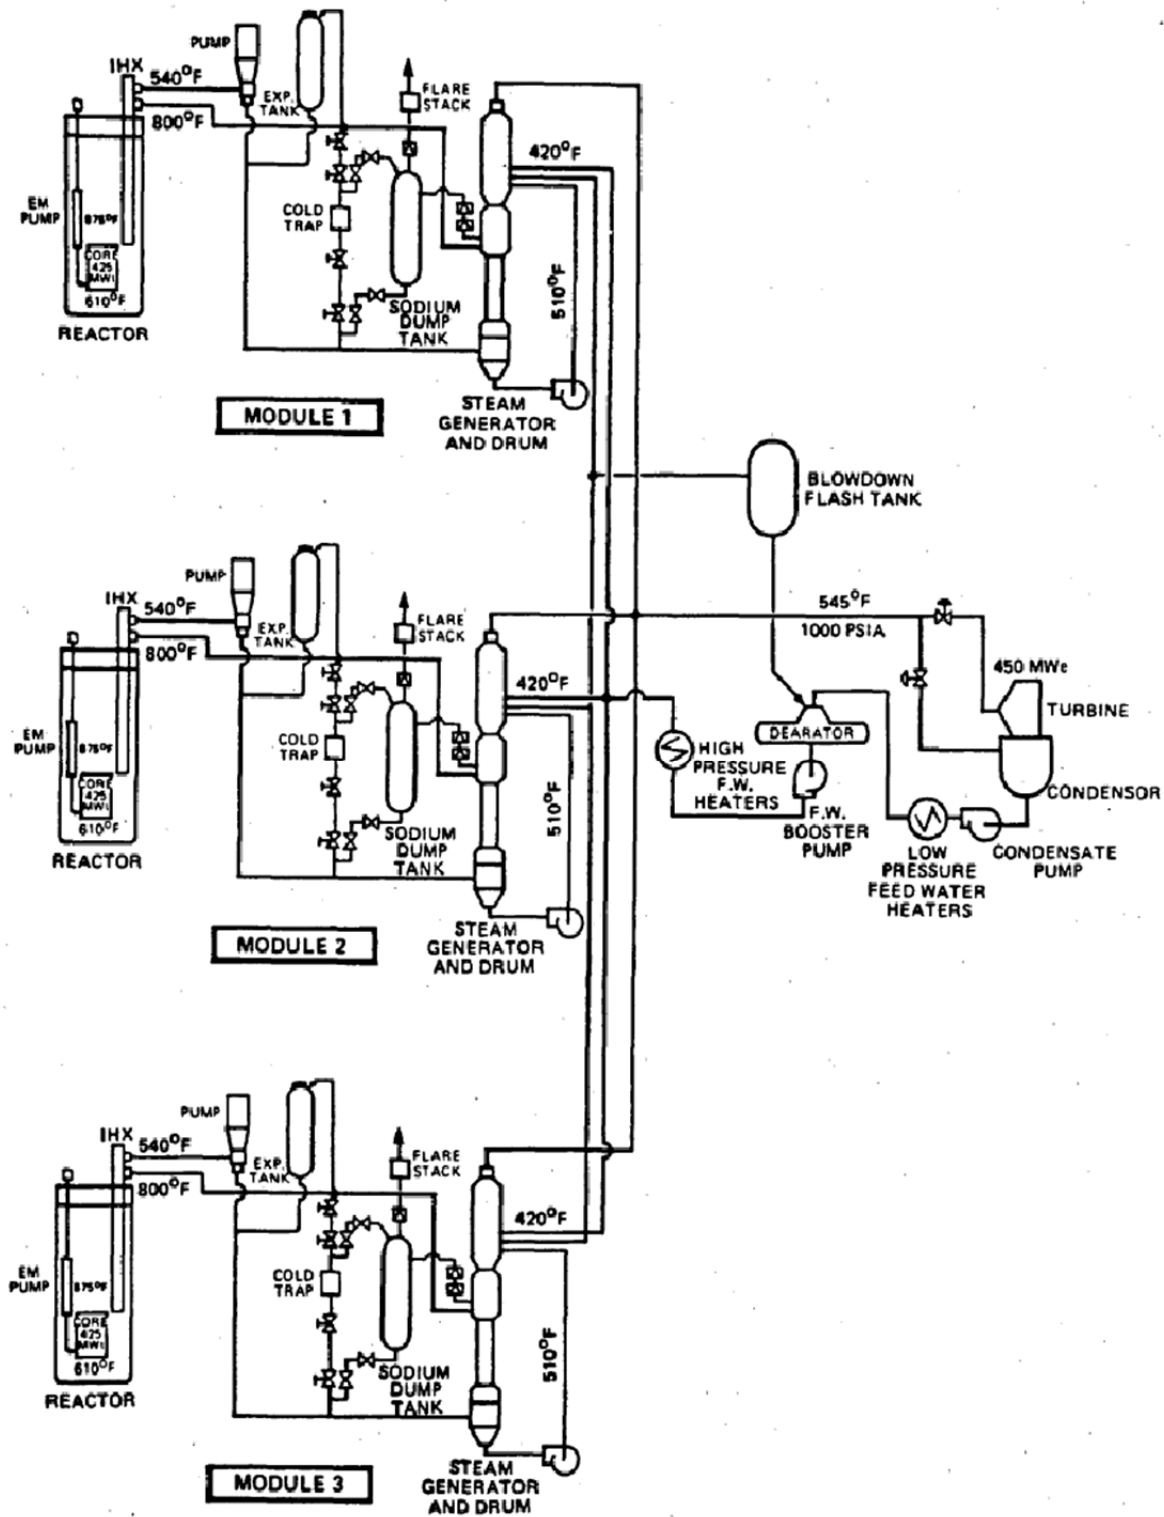 PUMP
IHX
540°F
EXP.
TANK
800°F
FLARE
STACK
420°F
EM
PUMP
875°F
COLD
TRAP
CORE
425
MWt
610°F
REACTOR
510°F
SODIUM
DUMP
TANK
MODULE 1
STEAM
GENERATOR
AND DRUM
BLOWDOWN
FLASH TANK
PUMP
IHX
540°F
EXP.
TANK
800°F
FLARE
STACK
545°F
1000 PSIA
450 MWe
TURBINE
420°F
EM
PUMP
875°F
COLD
TRAP
CORE
425
MWt
610°F
REACTOR
510°F
SODIUM
DUMP
TANK
MODULE 2
STEAM
GENERATOR
AND DRUM
HIGH
PRESSURE
F.W.
HEATERS
DEARATOR
F.W.
BOOSTER
PUMP
CONDENSOR
LOW
PRESSURE
FEED WATER
HEATERS
CONDENSATE
PUMP
PUMP
IHX
540°F
EXP.
TANK
800°F
FLARE
STACK
420°F
EM
PUMP
875°F
COLD
TRAP
CORE
425
MWt
610°F
REACTOR
510°F
SODIUM
DUMP
TANK
MODULE 3
STEAM
GENERATOR
AND DRUM